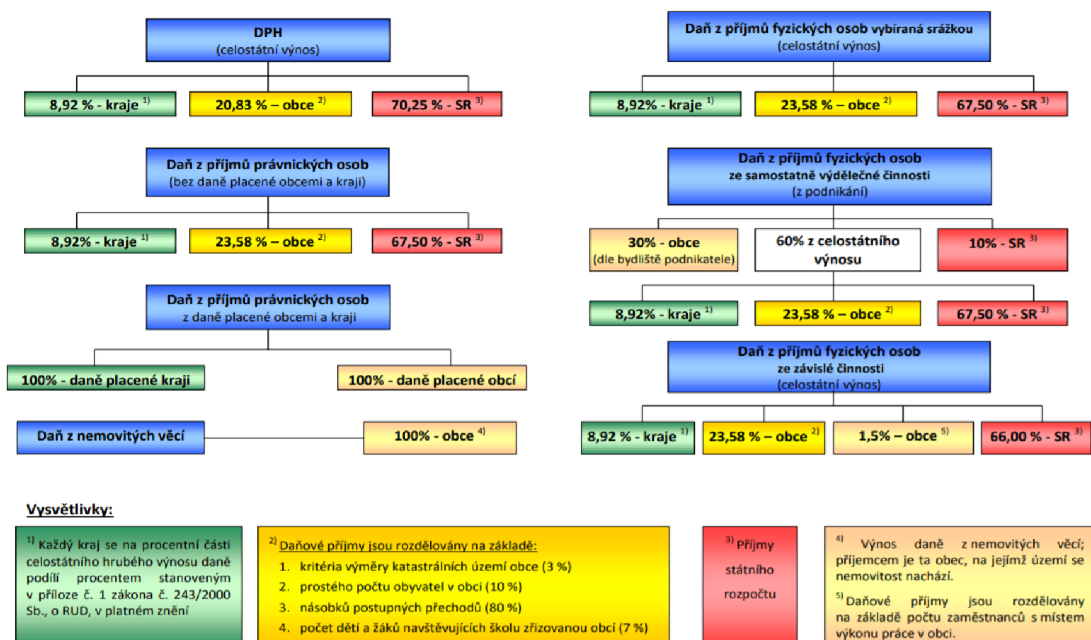 DPH
(celostátní výnos)
8,92 % - kraje 1)
20,83 % – obce 2)
70,25 % - SR 3)
Daň z příjmů právnických osob
(bez daně placené obcemi a kraji)
8,92% - kraje 1)
23,58 % – obce 2)
67,50 % - SR 3)
Daň z příjmů právnických osob
z daně placené obcemi a kraji
100% - daně placené kraji
100% - daně placené obcí
Daň z nemovitých věcí
100% - obce 4)
Daň z příjmů fyzických osob vybíraná srážkou
(celostátní výnos)
8,92% - kraje 1)
23,58 % – obce 2)
67,50 % - SR 3)
Daň z příjmů fyzických osob
ze samostatně výdělečné činnosti
(z podnikání)
30% - obce
(dle bydliště podnikatele)
60% z celostátního
výnosu
10% - SR 3)
8,92% - kraje 1)
23,58 % – obce 2)
67,50 % - SR 3)
Daň z příjmů fyzických osob
ze závislé činnosti
(celostátní výnos)
8,92 % - kraje 1)
23,58 % – obce 2)
1,5% – obce 5)
66,00 % - SR 3)
Vysvětlivky:
1) Každý kraj se na procentní části
celostátního hrubého výnosu daně
podílí procentem stanoveným
v příloze č. 1 zákona č. 243/2000
Sb., o RUD, v platném znění
2) Daňové příjmy jsou rozdělovány na základě:
1. kritéria výměry katastrálních území obce (3 %)
2. prostého počtu obyvatel v obci (10 %)
3. násobků postupných přechodů (80 %)
4. počet dětí a žáků navštěvujících školu zřizovanou obcí (7 %)
3) Příjmy
státního
rozpočtu
4) Výnos daně z nemovitých věcí;
příjemcem je ta obec, na jejímž území se
nemovitost nachází.
5) Daňové příjmy jsou rozdělovány
na základě počtu zaměstnanců s místem
výkonu práce v obci.